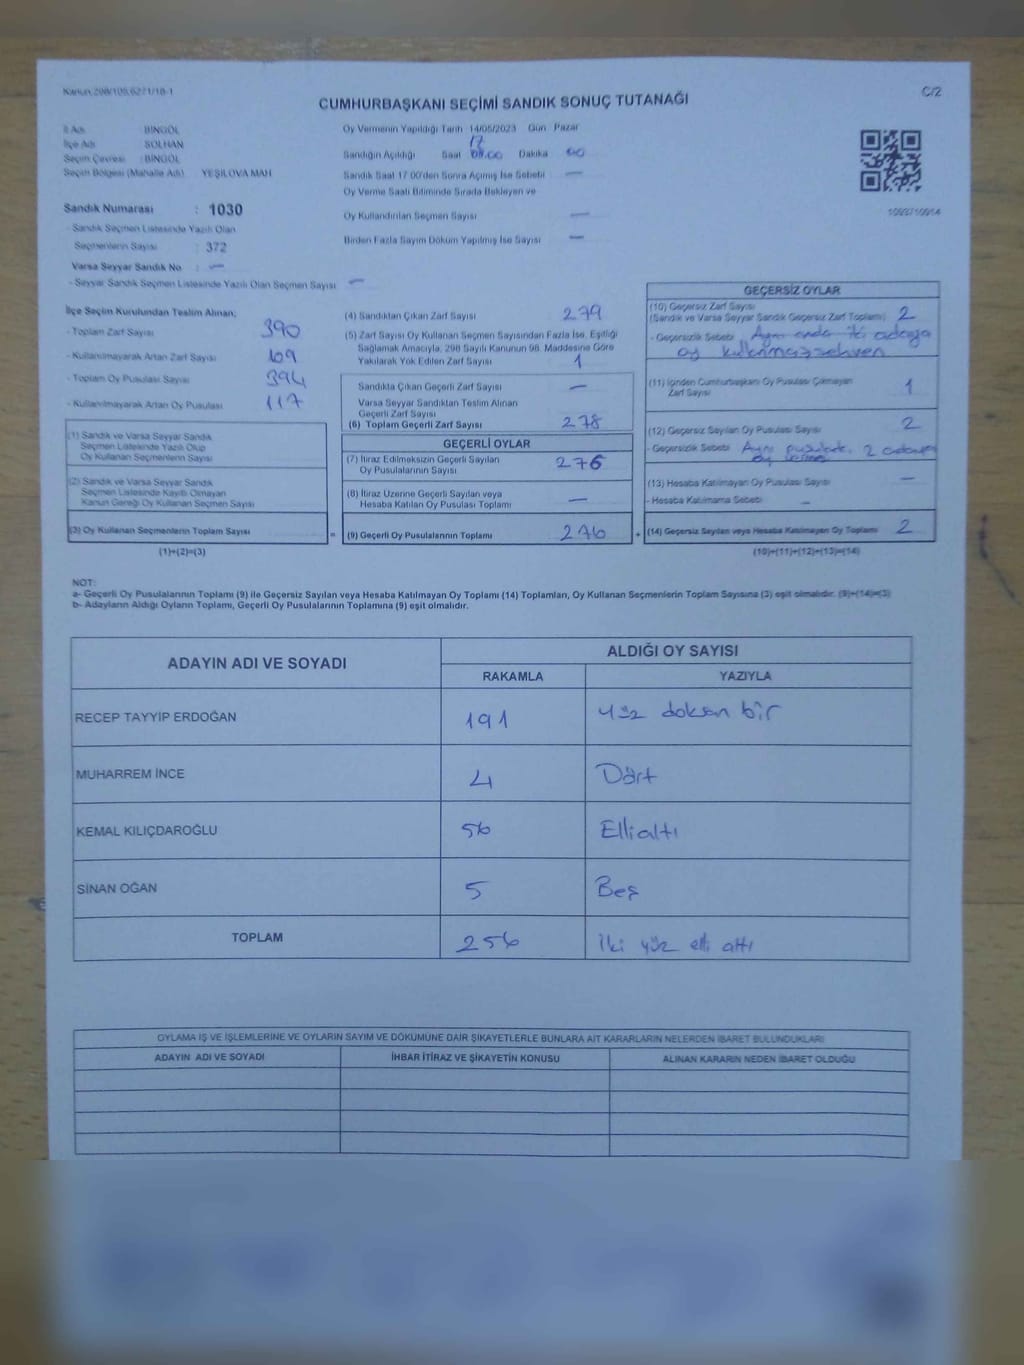 Kanun 298/105,6271/18-1
C/2
CUMHURBAŞKANI SEÇİMİ SANDIK SONUÇ TUTANAĞI
İl Adı : BİNGÖL
İlçe Adı : SOLHAN
Seçim Çevresi : BİNGÖL
Seçim Bölgesi (Mahalle Adı) YEŞİLOVA MAH
Sandık Numarası : 1030
- Sandık Seçmen Listesinde Yazılı Olan
Seçmenlerin Sayısı : 372
Varsa Seyyar Sandık No : —
- Seyyar Sandık Seçmen Listesinde Yazılı Olan Seçmen Sayısı —
Oy Vermenin Yapıldığı Tarih 14/05/2023 Gün Pazar
17
Sandığın Açıldığı Saat 08.00 Dakika 00
Sandık Saat 17 00'den Sonra Açımış İse Sebebi —
Oy Verme Saati Bitiminde Sırada Bekleyen ve
Oy Kullandırılan Seçmen Sayısı —
Birden Fazla Sayım Döküm Yapılmış İse Sayısı —
1093710914
İlçe Seçim Kurulundan Teslim Alınan;
- Toplam Zarf Sayısı 390
- Kullanılmayarak Artan Zarf Sayısı 109
- Toplam Oy Pusulası Sayısı 394
- Kullanılmayarak Artan Oy Pusulası 117
(1) Sandık ve Varsa Seyyar Sandık
Seçmen Listesinde Yazılı Olup
Oy Kullanan Seçmenlerin Sayısı
(2) Sandık ve Varsa Seyyar Sandık
Seçmen Listesinde Kayıtlı Olmayan
Kanun Gereği Oy Kullanan Seçmen Sayısı
(3) Oy Kullanan Seçmenlerin Toplam Sayısı =
(1)+(2)=(3)
(4) Sandıktan Çıkan Zarf Sayısı 279
(5) Zarf Sayısı Oy Kullanan Seçmen Sayısından Fazla İse, Eşitliği
Sağlamak Amacıyla, 298 Sayılı Kanunun 98. Maddesine Göre
Yakılarak Yok Edilen Zarf Sayısı 1
Sandıkta Çıkan Geçerli Zarf Sayısı —
Varsa Seyyar Sandıktan Teslim Alınan
Geçerli Zarf Sayısı
(6) Toplam Geçerli Zarf Sayısı 278
GEÇERLİ OYLAR
(7) İtiraz Edilmeksizin Geçerli Sayılan
Oy Pusulalarının Sayısı 276
(8) İtiraz Üzerine Geçerli Sayılan veya
Hesaba Katılan Oy Pusulası Toplamı —
(9) Geçerli Oy Pusulalarının Toplamı 276 +
GEÇERSİZ OYLAR
(10) Geçersiz Zarf Sayısı
(Sandık ve Varsa Seyyar Sandık Geçersiz Zarf Toplamı) 2
- Geçersizlik Sebebi Aynı anda iki adaya
oy kullanmaz
(11) İçinden Cumhurbaşkanı Oy Pusulası Çıkmayan
Zarf Sayısı 1
(12) Geçersiz Sayılan Oy Pusulası Sayısı 2
- Geçersizlik Sebebi Aynı pusulada 2 adaya
oy
(13) Hesaba Katılmayan Oy Pusulası Sayısı —
- Hesaba Katılmama Sebebi —
(14) Geçersiz Sayılan veya Hesaba Katılmayan Oy Toplamı 2
(10)+(11)+(12)+(13)=(14)
NOT:
a- Geçerli Oy Pusulalarının Toplamı (9) ile Geçersiz Sayılan veya Hesaba Katılmayan Oy Toplamı (14) Toplamları, Oy Kullanan Seçmenlerin Toplam Sayısına (3) eşit olmalıdır. (9)+(14)=(3)
b- Adayların Aldığı Oyların Toplamı, Geçerli Oy Pusulalarının Toplamına (9) eşit olmalıdır.
ADAYIN ADI VE SOYADI
ALDIĞI OY SAYISI
RAKAMLA YAZIYLA
RECEP TAYYİP ERDOĞAN 191 yüz doksan bir
MUHARREM İNCE 4 Dört
KEMAL KILIÇDAROĞLU 56 Ellialtı
SİNAN OĞAN 5 Beş
TOPLAM 256 iki yüz elli altı
OYLAMA İŞ VE İŞLEMLERİNE VE OYLARIN SAYIM VE DÖKÜMÜNE DAİR ŞİKAYETLERLE BUNLARA AİT KARARLARIN NELERDEN İBARET BULUNDUKLARI
ADAYIN ADI VE SOYADI İHBAR İTİRAZ VE ŞİKAYETİN KONUSU ALINAN KARARIN NEDEN İBARET OLDUĞU